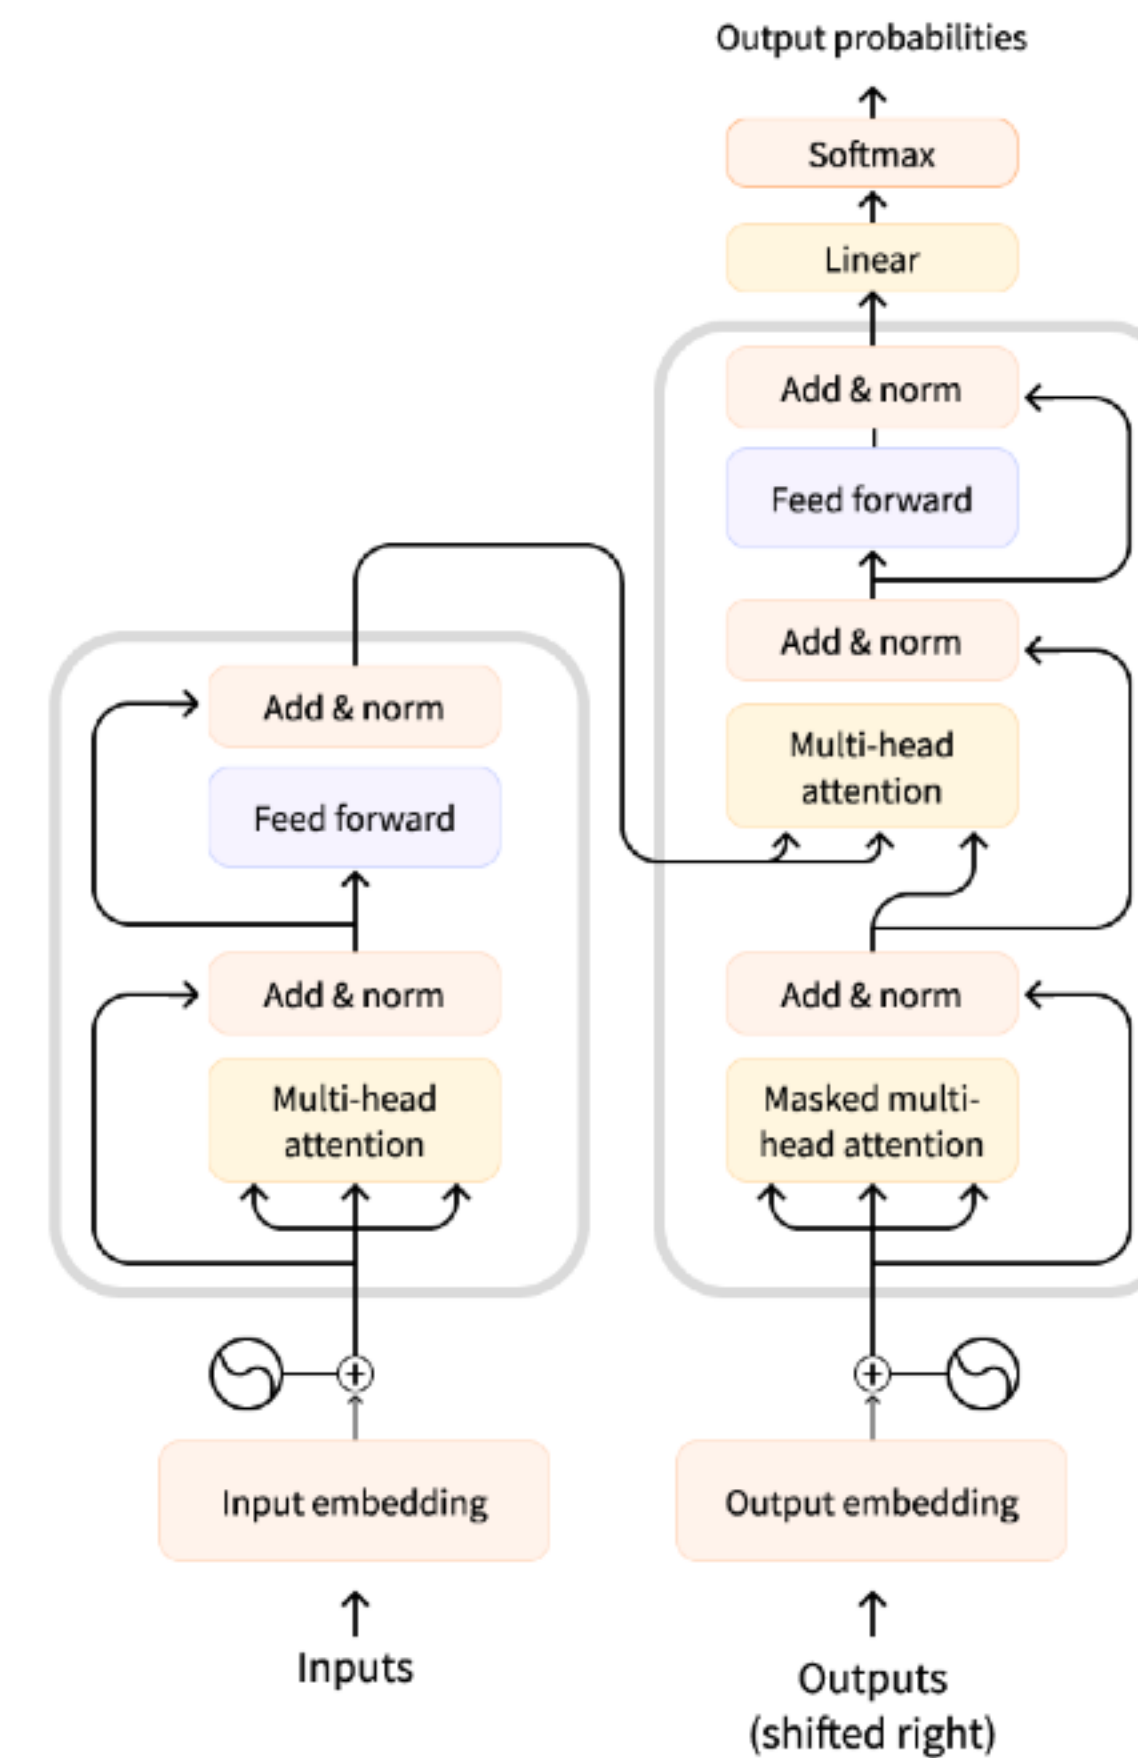 Output probabilities
Softmax
Linear
Add & norm
Feed forward
Add & norm
Multi-head
attention
Add & norm
Masked multi-
head attention
Output embedding
Outputs
(shifted right)
Add & norm
Feed forward
Add & norm
Multi-head
attention
Input embedding
Inputs